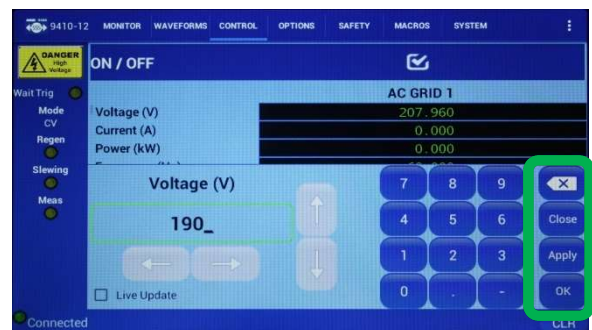 9410-12 MONITOR WAVEFORMS CONTROL OPTIONS SAFETY MACROS SYSTEM
DANGER
High
Voltage
ON / OFF
AC GRID 1
Wait Trig
Mode
CV
Regen
Slewing
Meas
Voltage (V) 207.960
Current (A) 0.000
Power (kW) 0.000
Voltage (V)
190_
Live Update
7 8 9
4 5 6 Close
1 2 3 Apply
0 . - OK
Connected
CLR